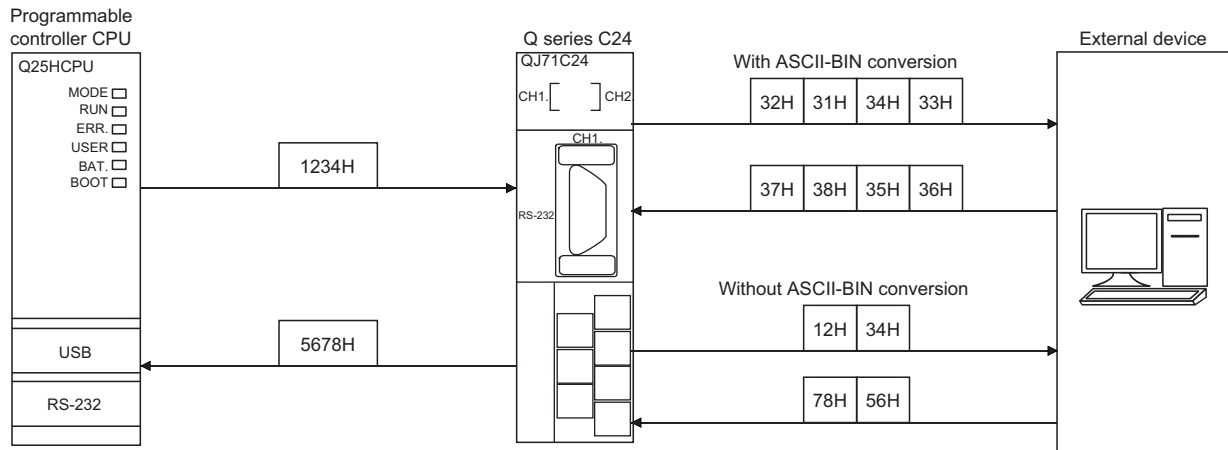 Programmable
controller CPU
Q25HCPU
MODE
RUN
ERR.
USER
BAT.
BOOT
USB
RS-232
1234H
5678H
Q series C24
QJ71C24
CH1.
CH2
CH1.
RS-232
With ASCII-BIN conversion
32H 31H 34H 33H
37H 38H 35H 36H
Without ASCII-BIN conversion
12H 34H
78H 56H
External device